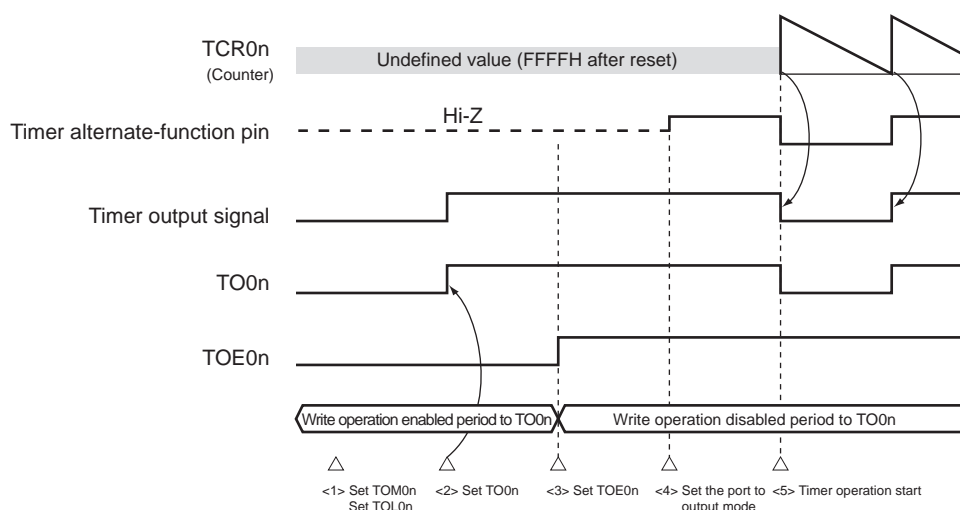 TCR0n
(Counter)
Undefined value (FFFFH after reset)
Timer alternate-function pin
Hi-Z
Timer output signal
TO0n
TOE0n
Write operation enabled period to TO0n
Write operation disabled period to TO0n
<1> Set TOM0n
Set TOL0n
<2> Set TO0n
<3> Set TOE0n
<4> Set the port to
output mode
<5> Timer operation start